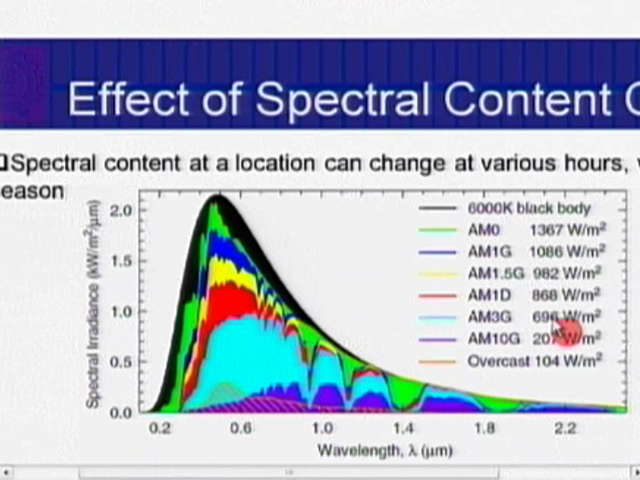 Effect of Spectral Content
Spectral content at a location can change at various hours,
eason
Spectral Irradiance (kW/m²/μm)
2.0
1.5
1.0
0.5
0.0
6000K black body
AM0 1367 W/m²
AM1G 1086 W/m²
AM1.5G 982 W/m²
AM1D 868 W/m²
AM3G 696 W/m²
AM10G 207 W/m²
Overcast 104 W/m²
0.2 0.6 1.0 1.4 1.8 2.2
Wavelength, λ (μm)